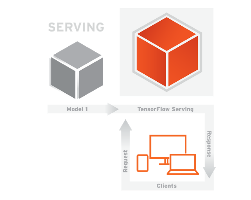 SERVING
Model 1
TensorFlow Serving
Request
Response
Clients